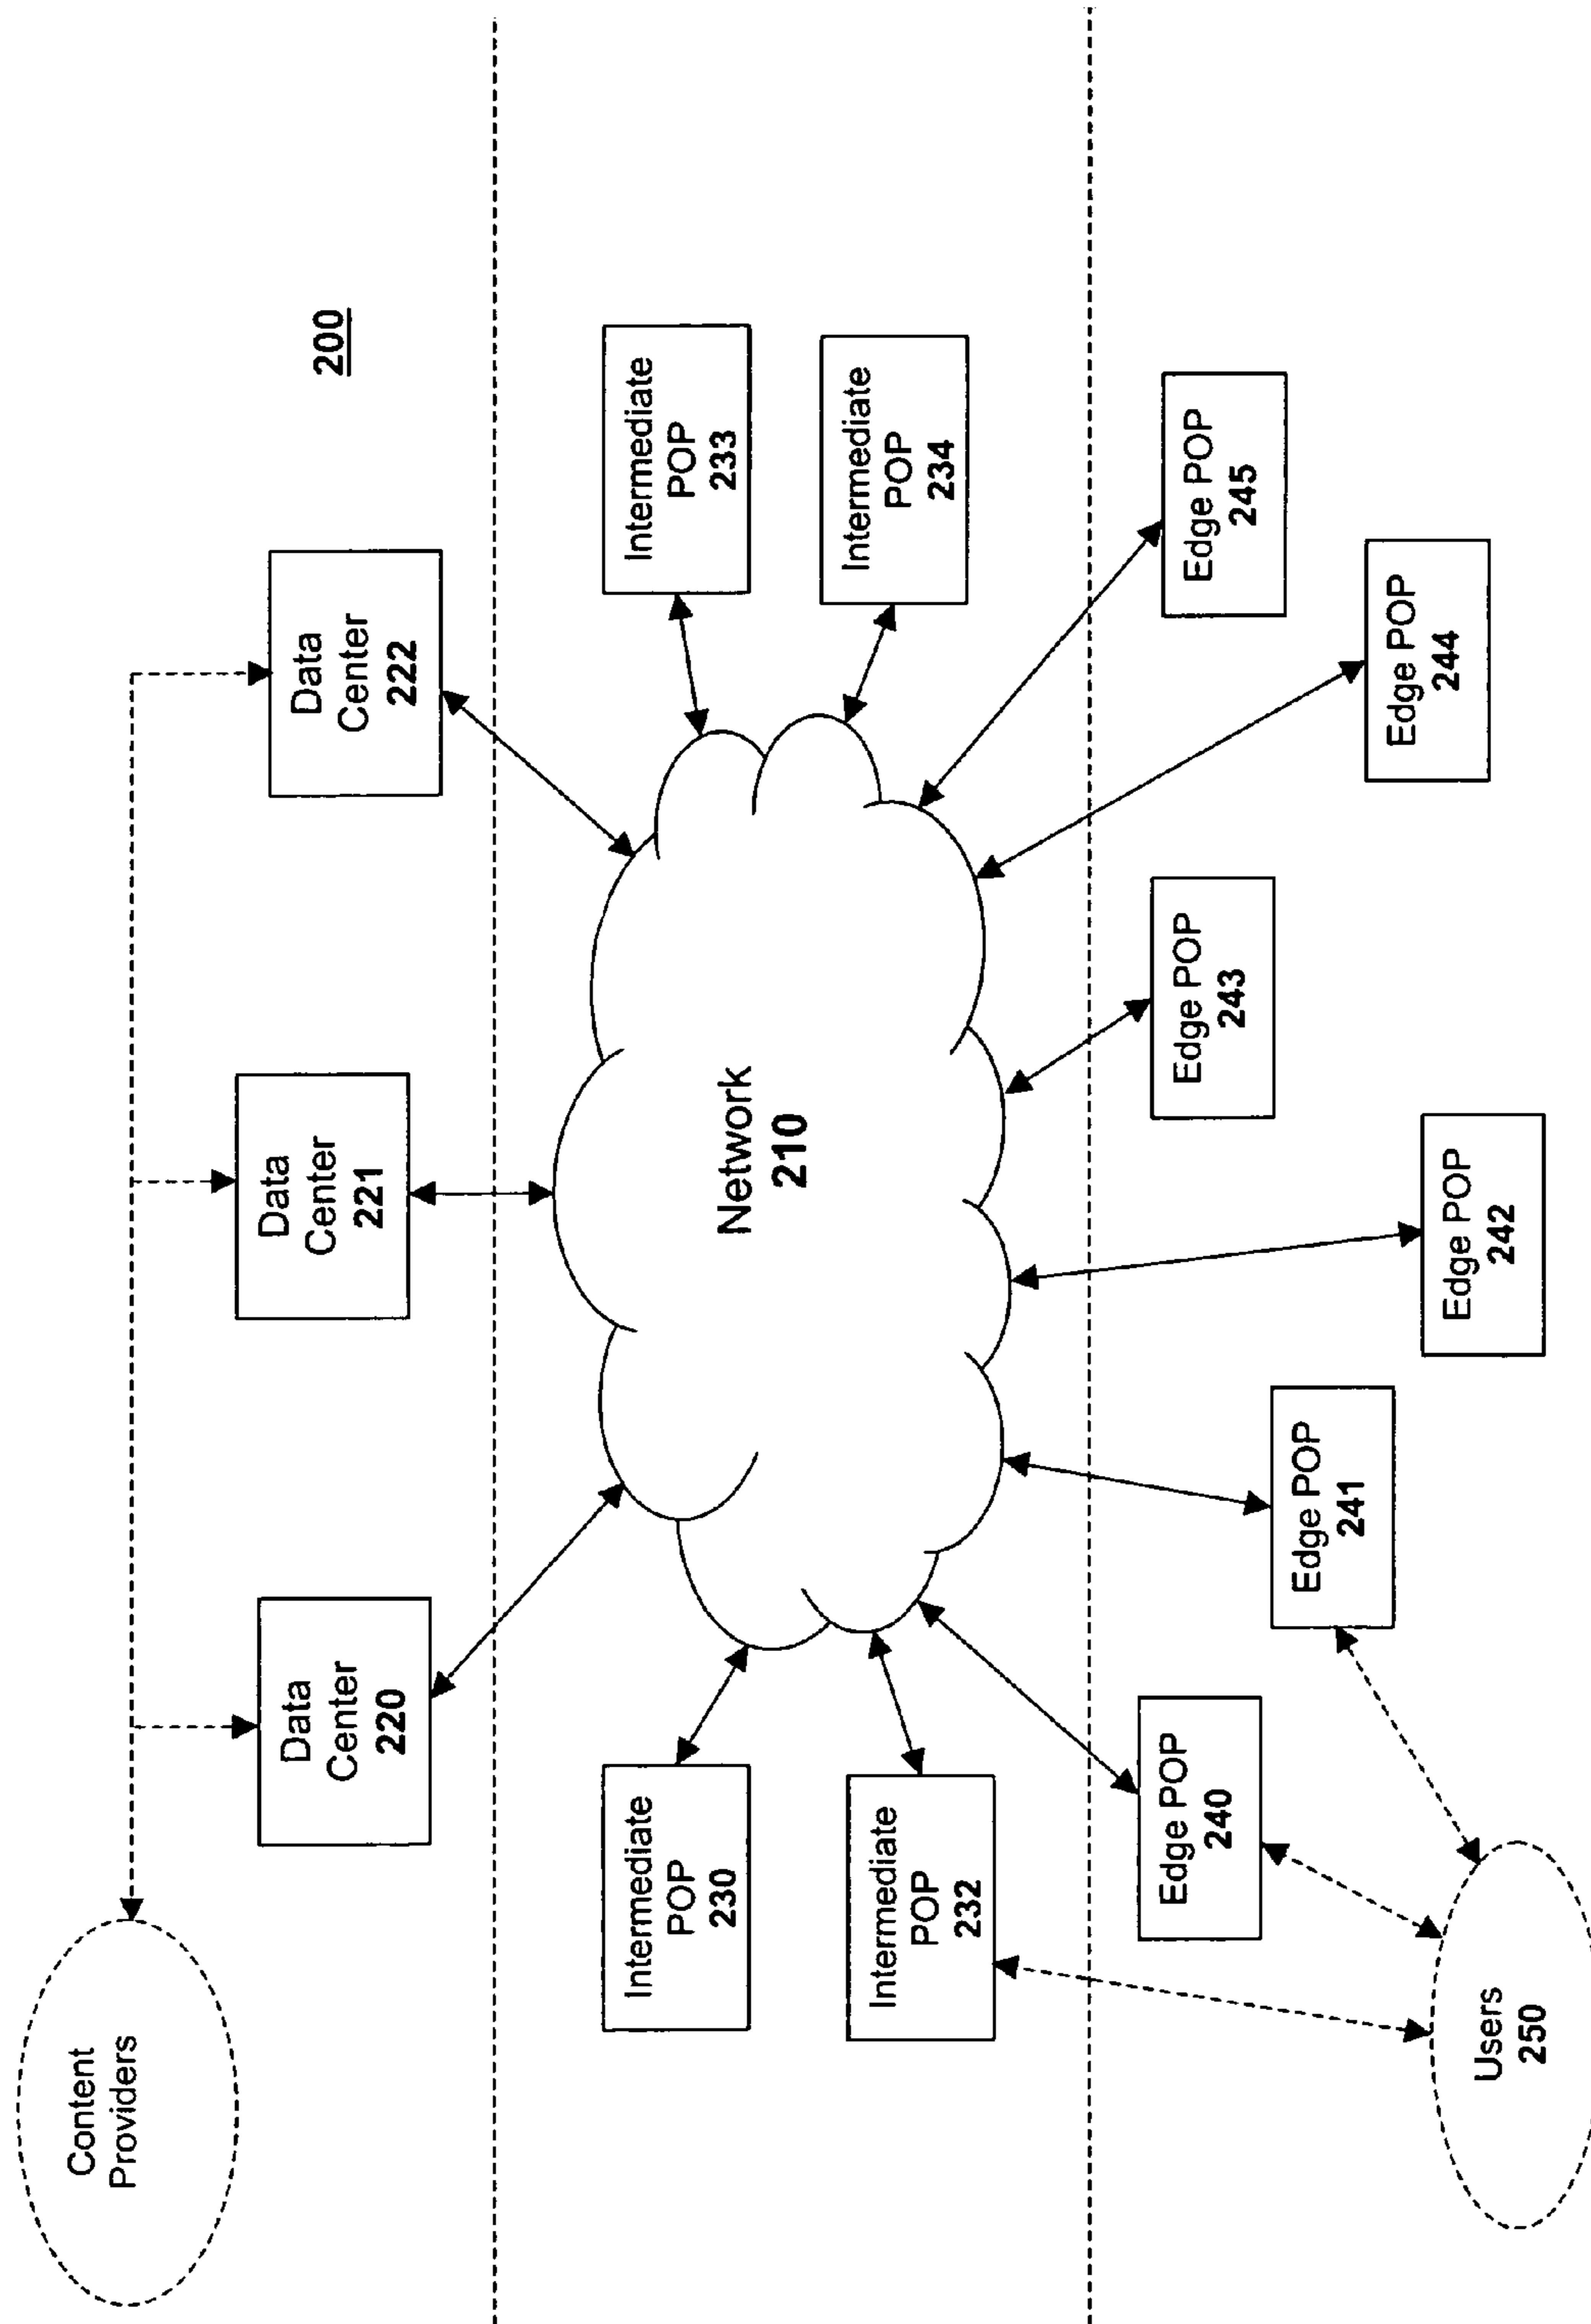 Content
Providers
200
Data
Center
220
Data
Center
221
Data
Center
222
Intermediate
POP
230
Intermediate
POP
232
Network
210
Intermediate
POP
233
Intermediate
POP
234
Edge POP
240
Edge POP
241
Edge POP
242
Edge POP
243
Edge POP
244
Edge POP
245
Users
250